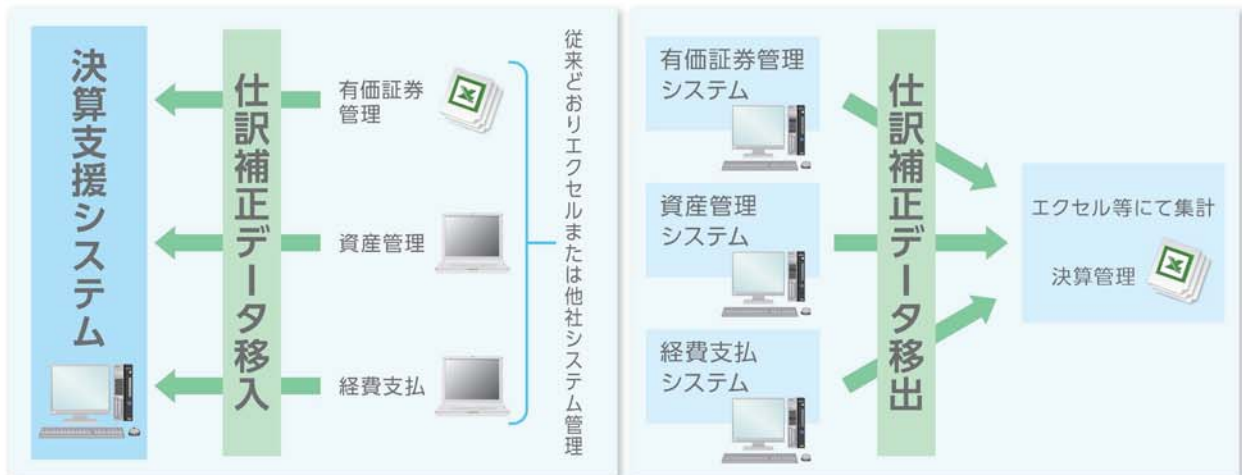 決算支援システム
仕訳補正データ移入
有価証券
管理
資産管理
経費支払
従来どおりエクセルまたは他社システム管理
有価証券管理
システム
資産管理
システム
経費支払
システム
仕訳補正データ移出
エクセル等にて集計
決算管理